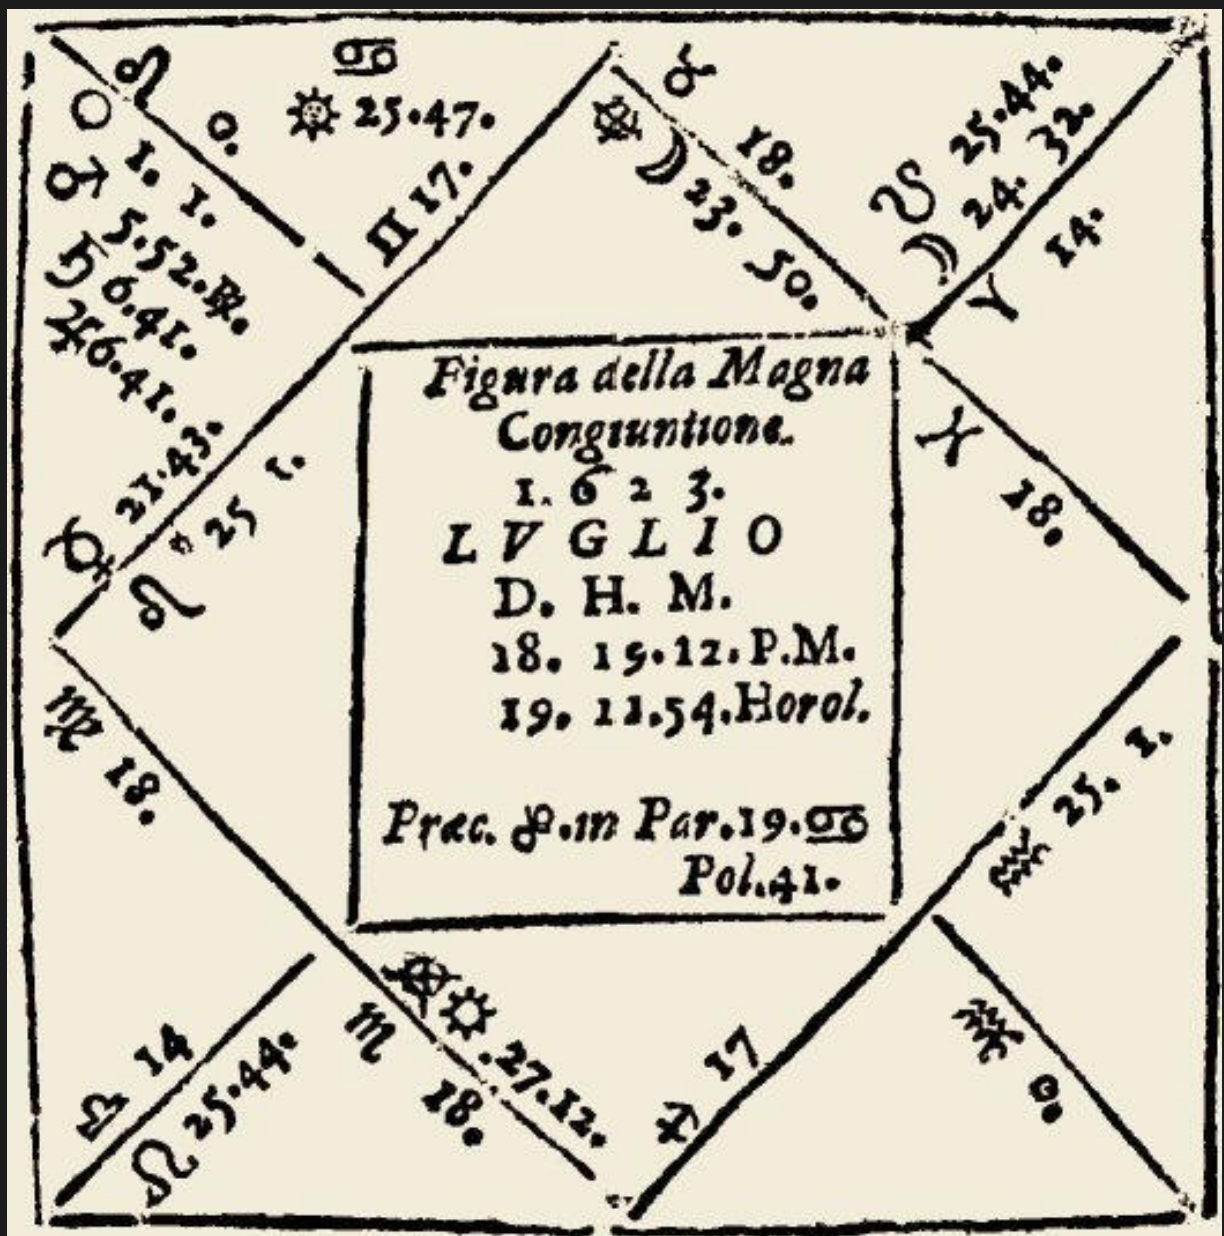 ♋
☀ 25.47.
♌ 0.
○ 1. 1.
♂ 5.52.℞.
♄ 6.41.
♃ 6.41.
☿ 21.43.
♊ 17.
♉ 18.
☽ 23. 50.
☋ 25.44.
☽ 24. 32.
♈ 14.
♓ 18.
♌ 25 1.
Figura della Magna
Congiuntione.
1. 6 2 3.
L V G L I O
D. H. M.
18. 15.12. P.M.
19. 11.54. Horol.
Præc. ☍.in Par.19.♋
Pol.41.
♍ 18.
♒ 25. 1.
♎ 14
☊ 25.44.
♏ 18.
☼ .27.12.
♐ 17
♒ 0.